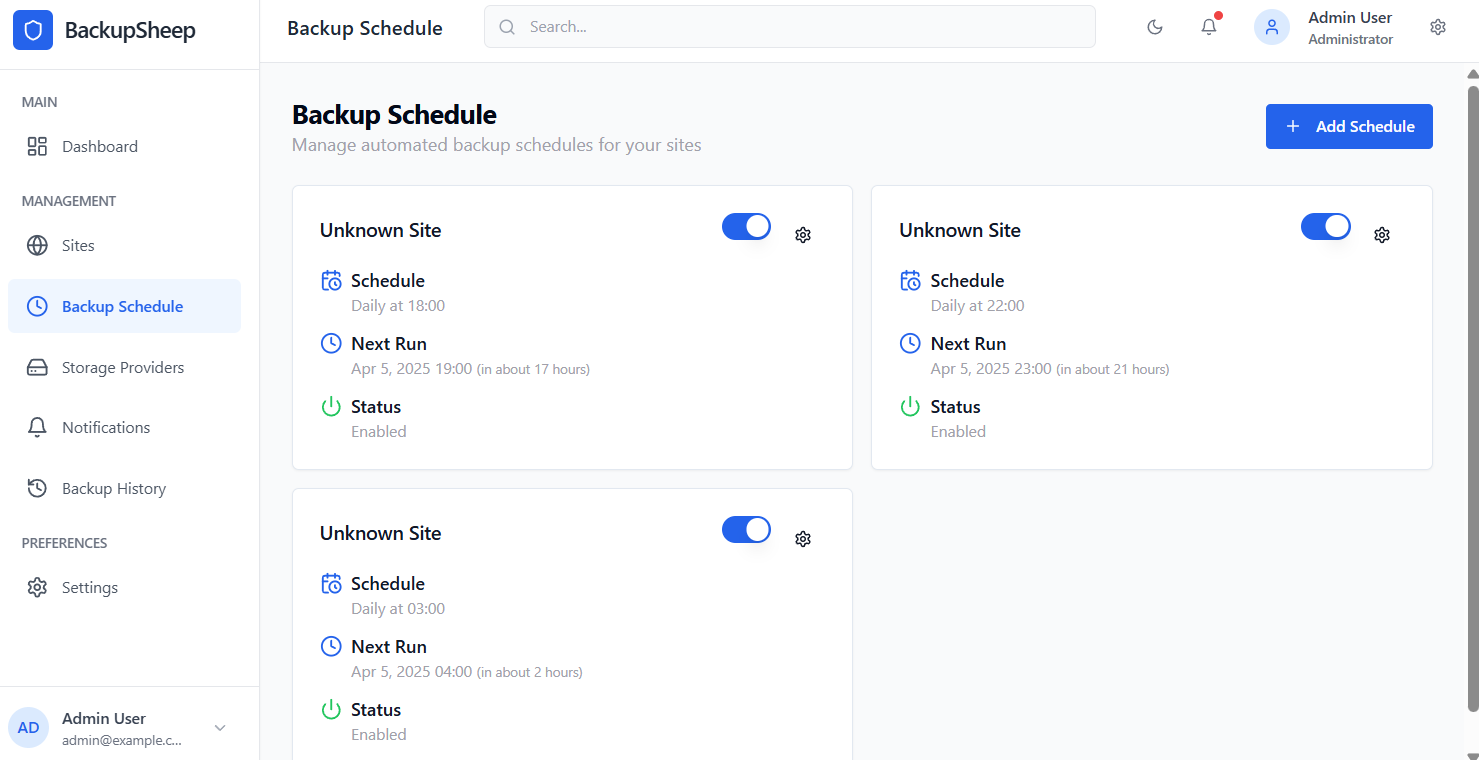 BackupSheep
Backup Schedule
Search...
Admin User
Administrator
MAIN
Dashboard
MANAGEMENT
Sites
Backup Schedule
Storage Providers
Notifications
Backup History
PREFERENCES
Settings
AD
Admin User
admin@example.c...
Backup Schedule
Manage automated backup schedules for your sites
+ Add Schedule
Unknown Site
Schedule
Daily at 18:00
Next Run
Apr 5, 2025 19:00 (in about 17 hours)
Status
Enabled
Unknown Site
Schedule
Daily at 22:00
Next Run
Apr 5, 2025 23:00 (in about 21 hours)
Status
Enabled
Unknown Site
Schedule
Daily at 03:00
Next Run
Apr 5, 2025 04:00 (in about 2 hours)
Status
Enabled